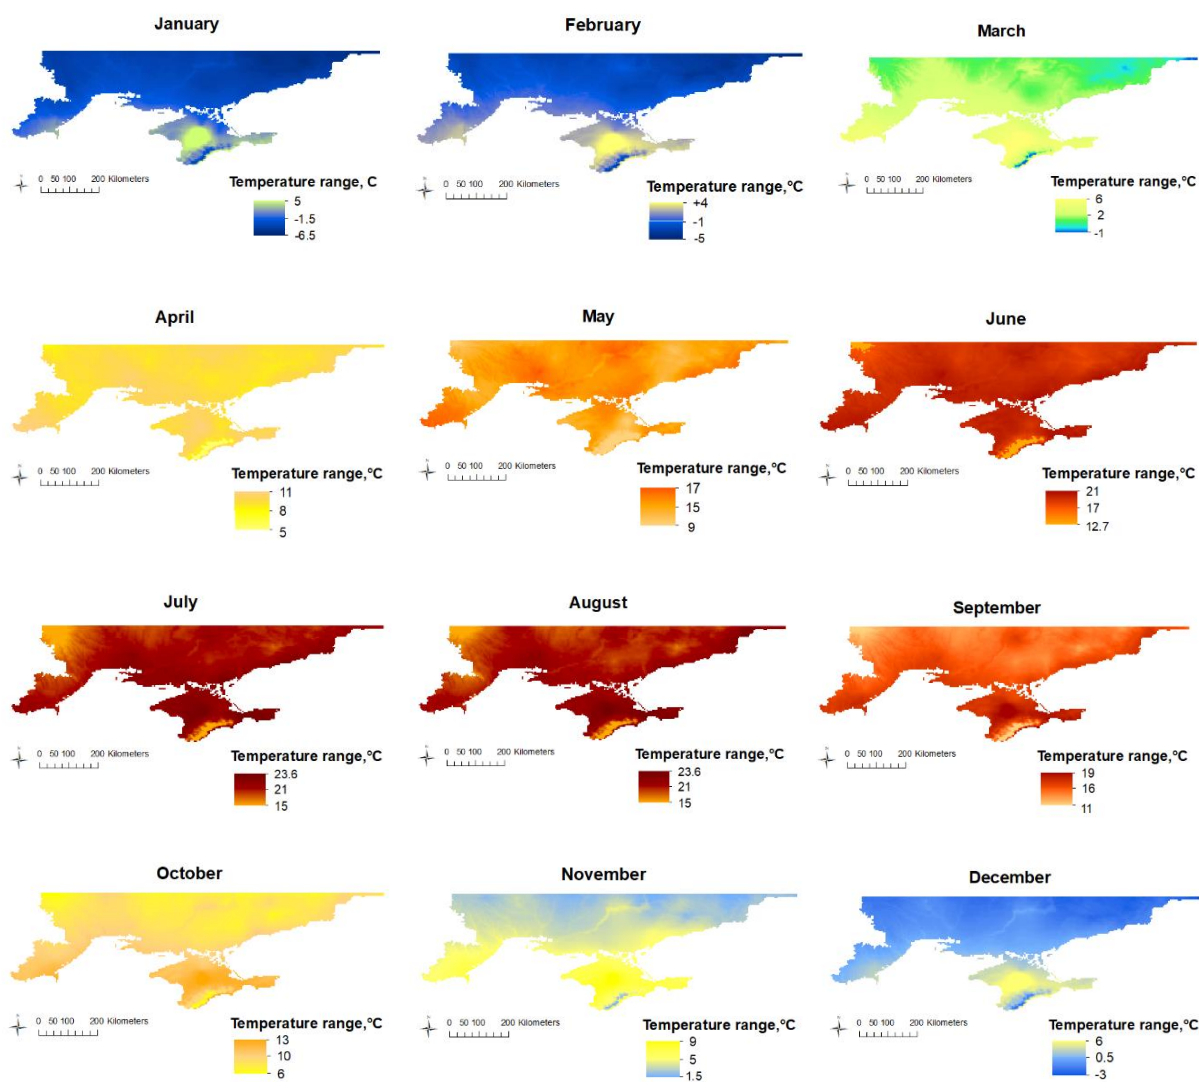 January
February
March
0 50 100 200 Kilometers
Temperature range, C
5
-1.5
-6.5
0 50 100 200 Kilometers
Temperature range,°C
+4
-1
-5
0 50 100 200 Kilometers
Temperature range,°C
6
2
-1
April
May
June
0 50 100 200 Kilometers
Temperature range,°C
11
8
5
0 50 100 200 Kilometers
Temperature range,°C
17
15
9
0 50 100 200 Kilometers
Temperature range,°C
21
17
12.7
July
August
September
0 50 100 200 Kilometers
Temperature range,°C
23.6
21
15
0 50 100 200 Kilometers
Temperature range,°C
23.6
21
15
0 50 100 200 Kilometers
Temperature range,°C
19
16
11
October
November
December
0 50 100 200 Kilometers
Temperature range,°C
13
10
6
0 50 100 200 Kilometers
Temperature range,°C
9
5
1.5
0 50 100 200 Kilometers
Temperature range,°C
6
0.5
-3